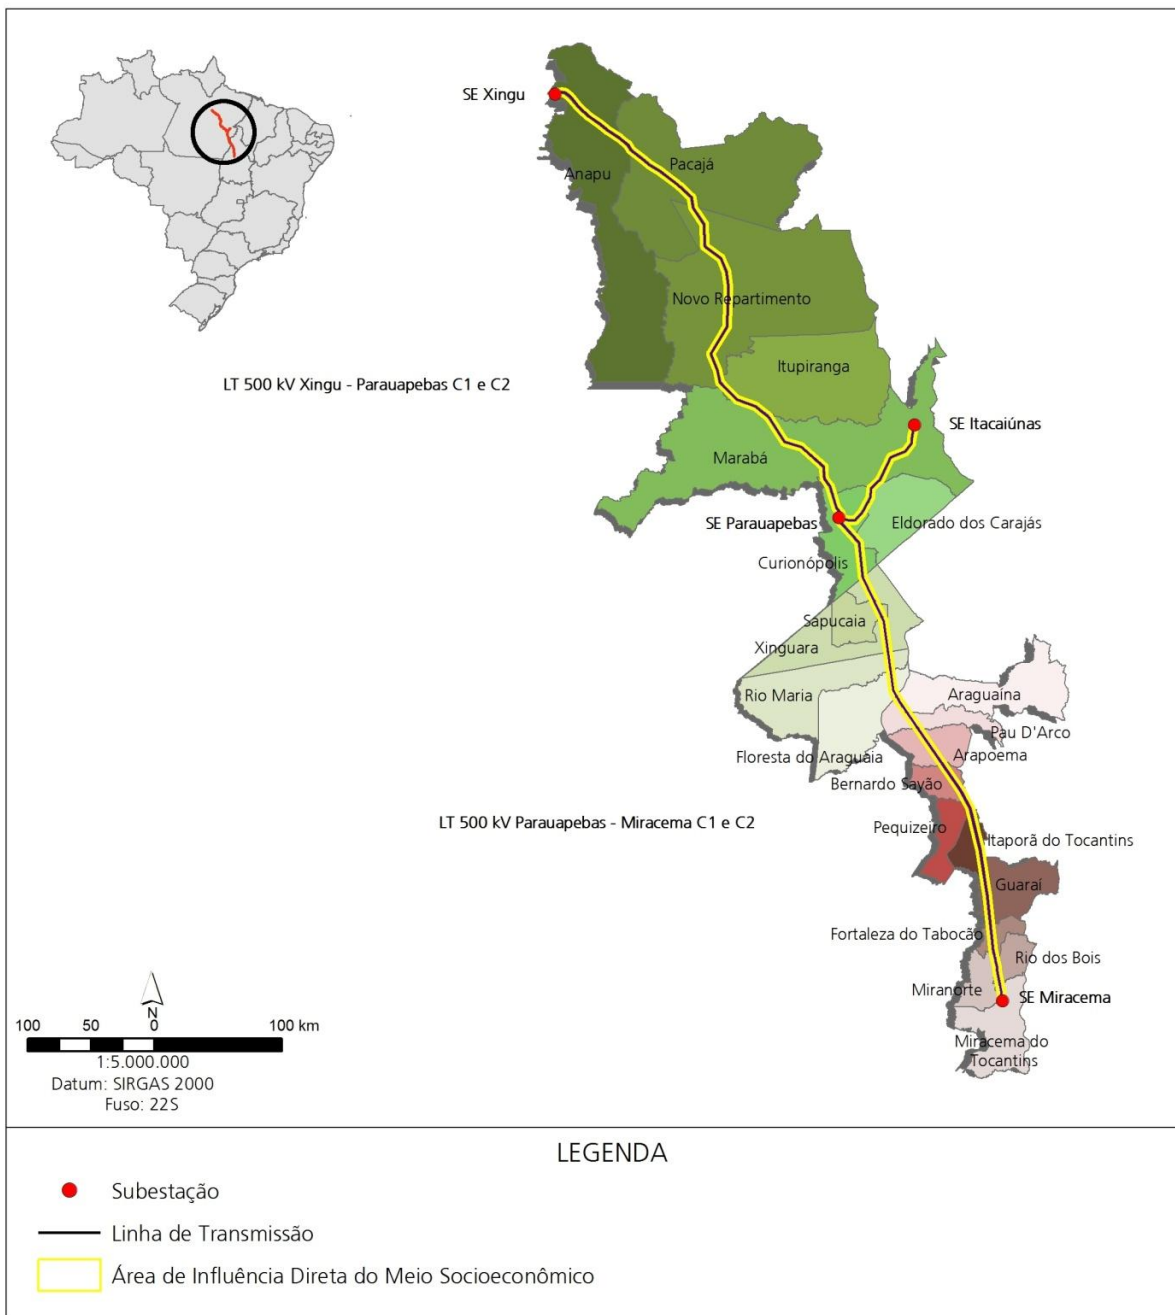 SE Xingu
Pacajá
Anapu
Novo Repartimento
Itupiranga
LT 500 kV Xingu - Parauapebas C1 e C2
SE Itacaiúnas
Marabá
SE Parauapebas
Eldorado dos Carajás
Curionópolis
Sapucaia
Xinguara
Rio Maria
Araguaína
Pau D'Arco
Floresta do Araguaia
Arapoema
Bernardo Sayão
LT 500 kV Parauapebas - Miracema C1 e C2
Pequizeiro
Itaporã do Tocantins
Guaraí
Fortaleza do Tabocão
Rio dos Bois
Miranorte
SE Miracema
Miracema do
Tocantins
N
100 50 0 100 km
1:5.000.000
Datum: SIRGAS 2000
Fuso: 22S
LEGENDA
Subestação
Linha de Transmissão
Área de Influência Direta do Meio Socioeconômico